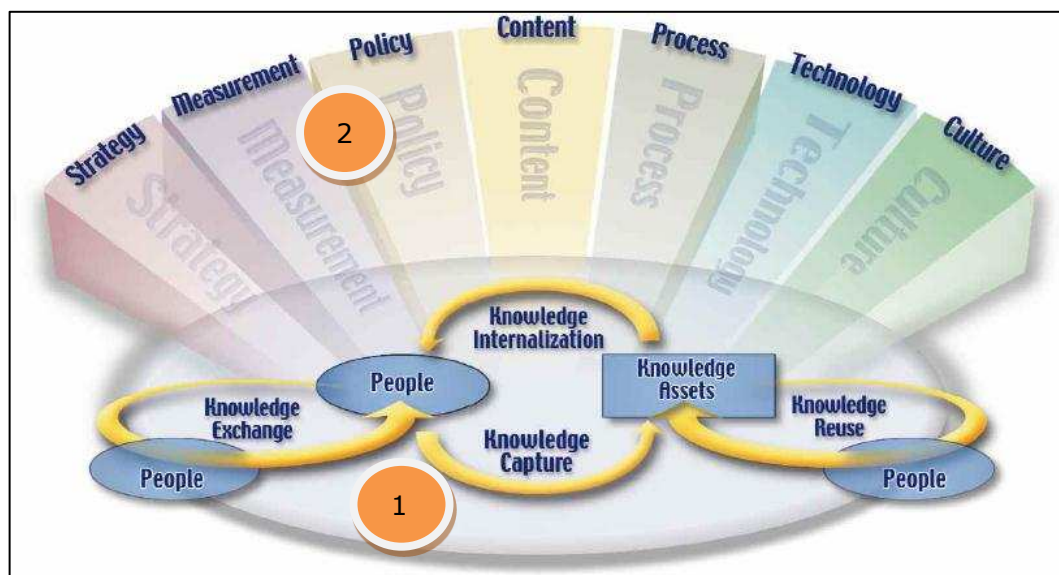 Strategy
Measurement
Policy
Content
Process
Technology
Culture
Strategy
Measurement
Policy
Content
Process
Technology
Culture
2
Knowledge
Internalization
People
Knowledge
Assets
Knowledge
Exchange
Knowledge
Reuse
Knowledge
Capture
People
People
1